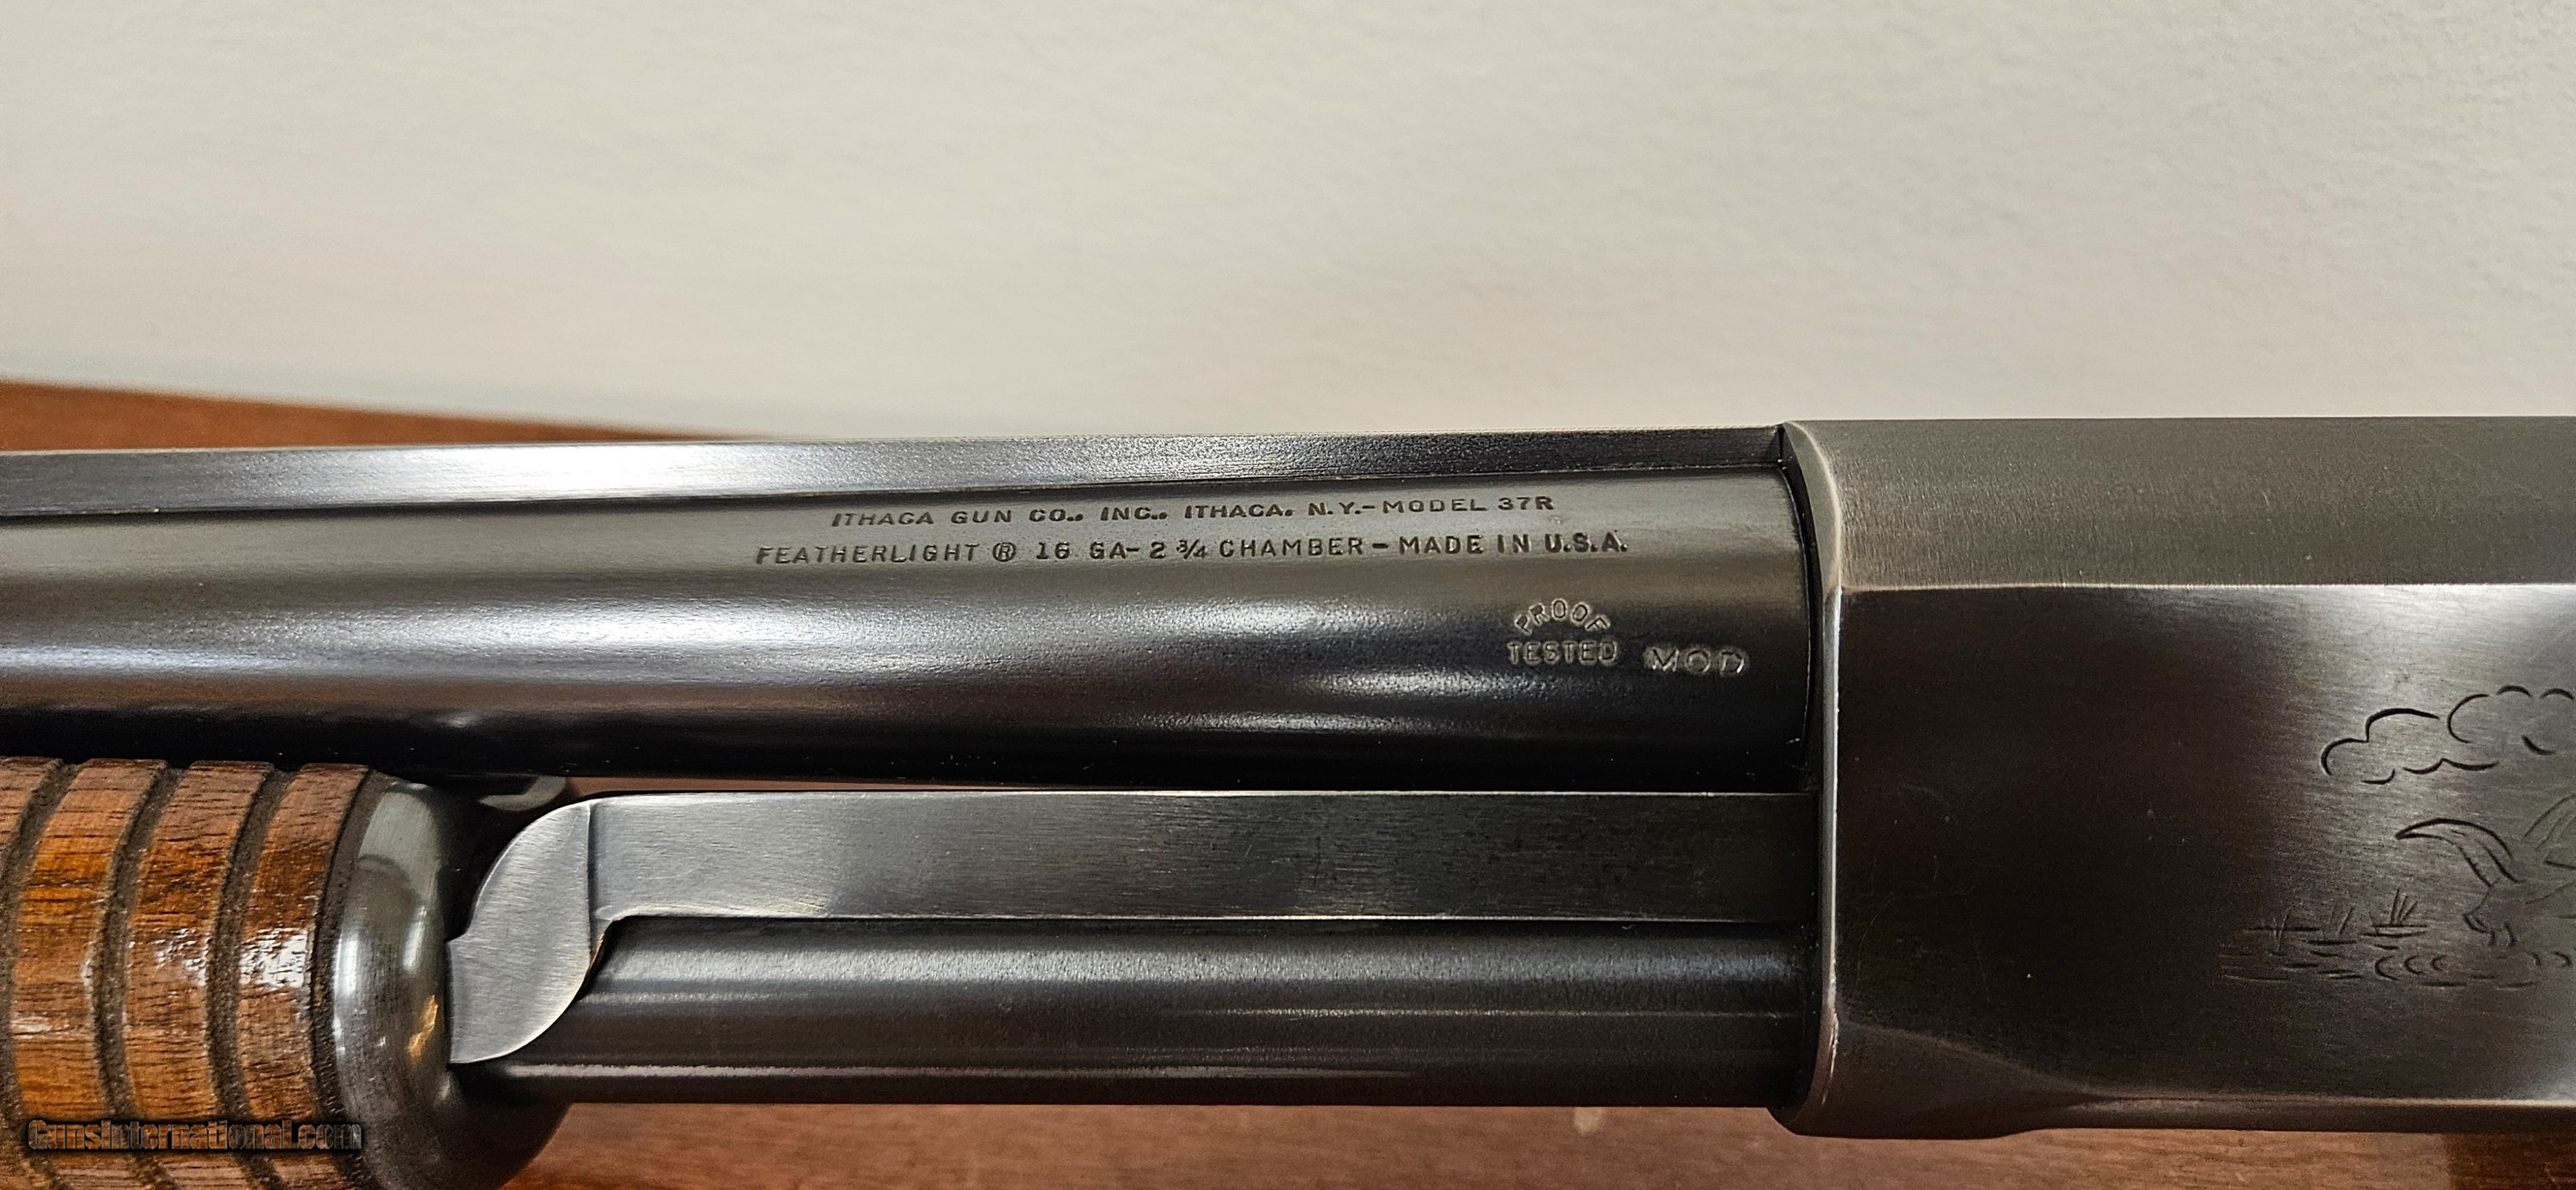 ITHACA GUN CO., INC., ITHACA, N.Y.-MODEL 37R
FEATHERLIGHT ® 16 GA-2 3/4 CHAMBER-MADE IN U.S.A.
PROOF
TESTED MOD
GunsInternational.com